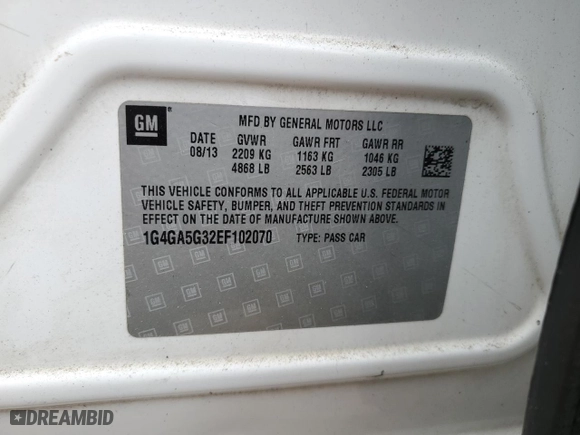 GM
MFD BY GENERAL MOTORS LLC
DATE GVWR GAWR FRT GAWR RR
08/13 2209 KG 1163 KG 1046 KG
4868 LB 2563 LB 2305 LB
THIS VEHICLE CONFORMS TO ALL APPLICABLE U.S. FEDERAL MOTOR
VEHICLE SAFETY, BUMPER, AND THEFT PREVENTION STANDARDS IN
EFFECT ON THE DATE OF MANUFACTURE SHOWN ABOVE.
1G4GA5G32EF102070 TYPE: PASS CAR
DREAMBID